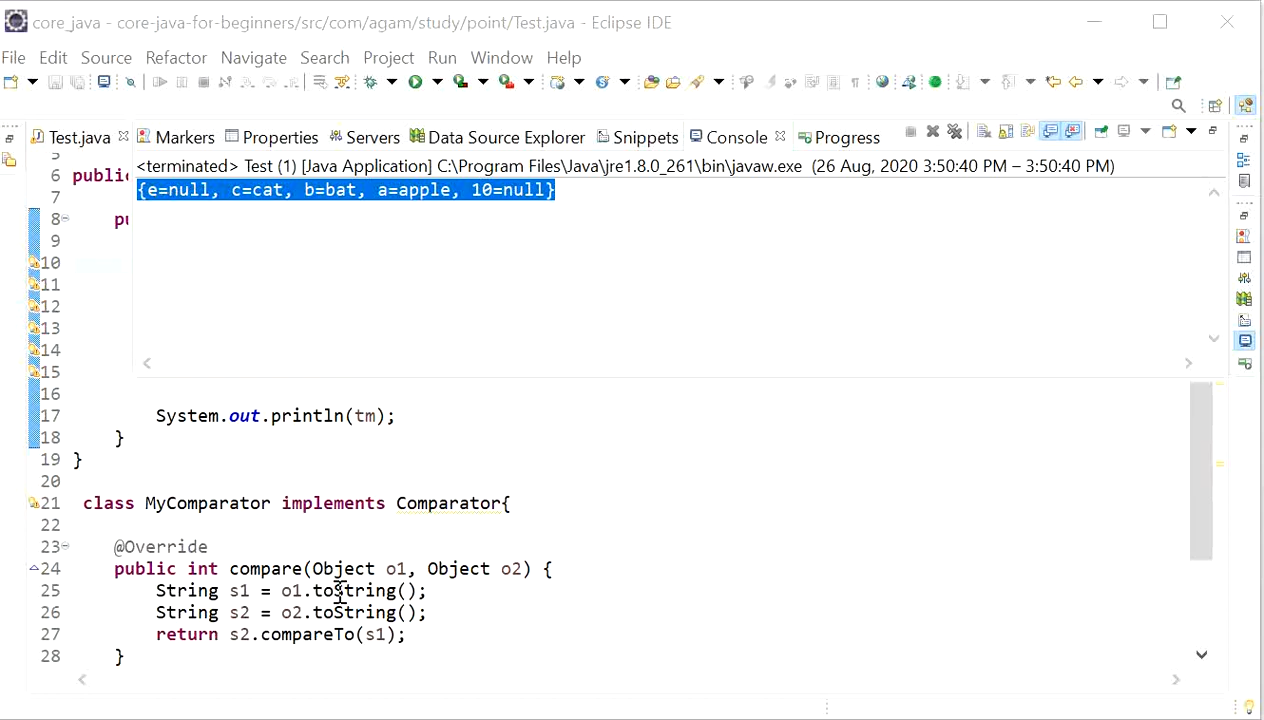 core_java - core-java-for-beginners/src/com/agam/study/point/Test.java - Eclipse IDE
File Edit Source Refactor Navigate Search Project Run Window Help
Test.java Markers Properties Servers Data Source Explorer Snippets Console Progress
<terminated> Test (1) [Java Application] C:\Program Files\Java\jre1.8.0_261\bin\javaw.exe (26 Aug, 2020 3:50:40 PM – 3:50:40 PM)
{e=null, c=cat, b=bat, a=apple, 10=null}
5
6 public
7
8 pu
9
10
11
12
13
14
15
16
17 System.out.println(tm);
18 }
19 }
20
21 class MyComparator implements Comparator{
22
23 @Override
24 public int compare(Object o1, Object o2) {
25 String s1 = o1.toString();
26 String s2 = o2.toString();
27 return s2.compareTo(s1);
28 }